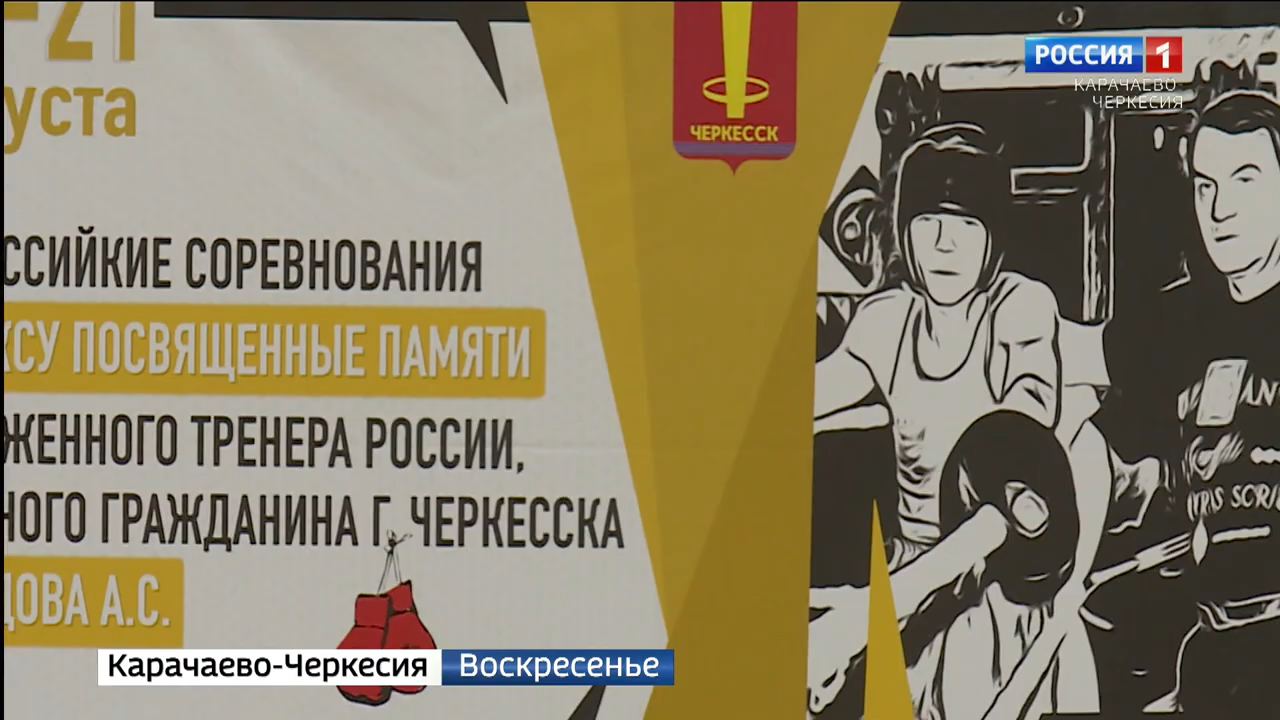 -21
уста
ССИЙКИЕ СОРЕВНОВАНИЯ
КСУ ПОСВЯЩЕННЫЕ ПАМЯТИ
ЖЕННОГО ТРЕНЕРА РОССИИ,
НОГО ГРАЖДАНИНА Г. ЧЕРКЕССКА
ДОВА А.С.
ЧЕРКЕССК
РОССИЯ 1
КАРАЧАЕВО
ЧЕРКЕСИЯ
Карачаево-Черкесия Воскресенье